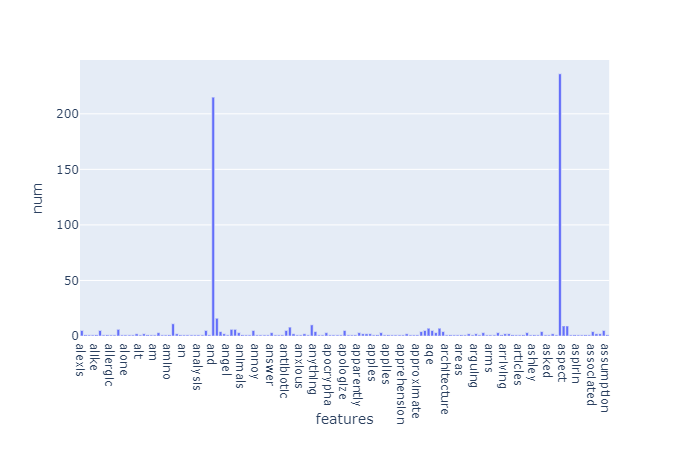 200
150
100
50
0
num
alexis
alike
allergic
alone
alt
am
amino
an
analysis
and
angel
animals
annoy
answer
antibiotic
anxious
anything
apocrypha
apologize
apparently
apples
applies
apprehension
approximate
aqe
architecture
areas
arguing
arms
arriving
articles
ashley
asked
aspect
aspirin
associated
assumption
features